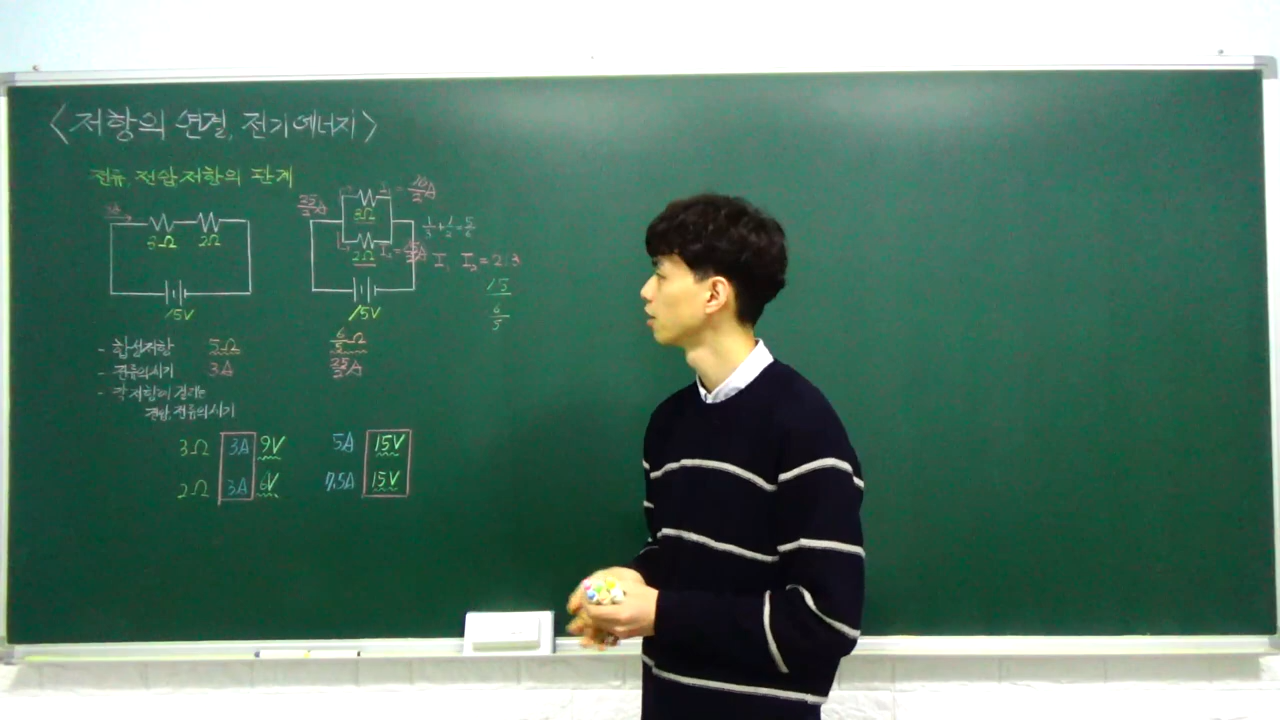 <저항의 연결, 전기에너지>
전류, 전압, 저항의 관계
3Ω 2Ω
15V
3Ω
2Ω
15V
1/3 + 1/2 = 5/6
I₁ I₂ = 2:3
15
6
5
- 합성저항 5Ω 6/5 Ω
- 전류의 세기 3A 25/2 A
- 각 저항에 걸리는
전압, 전류의 세기
3Ω 3A 9V 5A 15V
2Ω 3A 6V 7.5A 15V